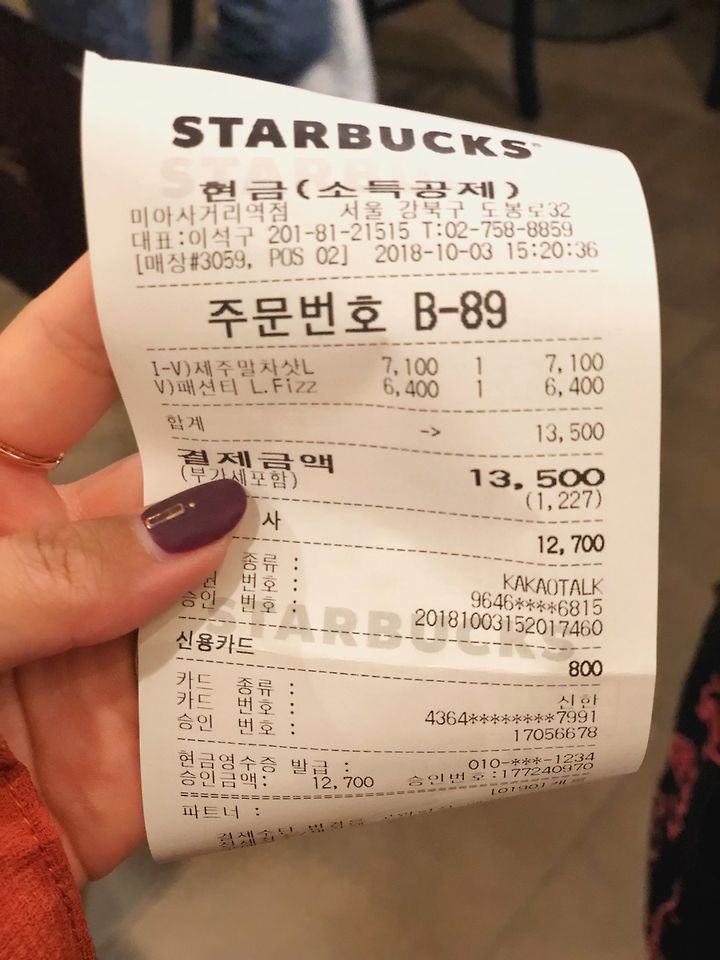 STARBUCKS
현금(소득공제)
미아사거리역점 서울 강북구 도봉로32
대표:이석구 201-81-21515 T:02-758-8859
[매장#3059, POS 02] 2018-10-03 15:20:36
주문번호 B-89
I-V)제주말차샷L 7,100 1 7,100
V)패션티 L.Fizz 6,400 1 6,400
합계 -> 13,500
결제금액 13,500
(부가세포함) (1,227)
사 12,700
종류 : KAKAOTALK
번호 : 9646****6815
승인 번호 : 20181003152017460
STARBUCKS
신용카드 800
카드 종류 : 신한
카드 번호 : 4364********7991
승인 번호 : 17056678
현금영수증 발급 : 010-***-1234
승인금액: 12,700 승인번호:177240970
파트너 :